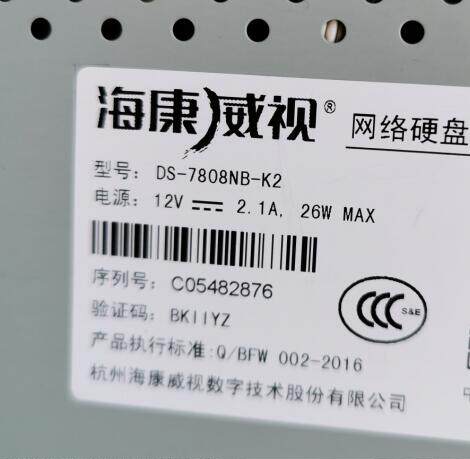 海康威视® 网络硬盘
型号: DS-7808NB-K2
电源: 12V ⎓ 2.1A, 26W MAX
序列号: C05482876
验证码: BKIIYZ
CCC S&E
产品执行标准:Q/BFW 002-2016
杭州海康威视数字技术股份有限公司